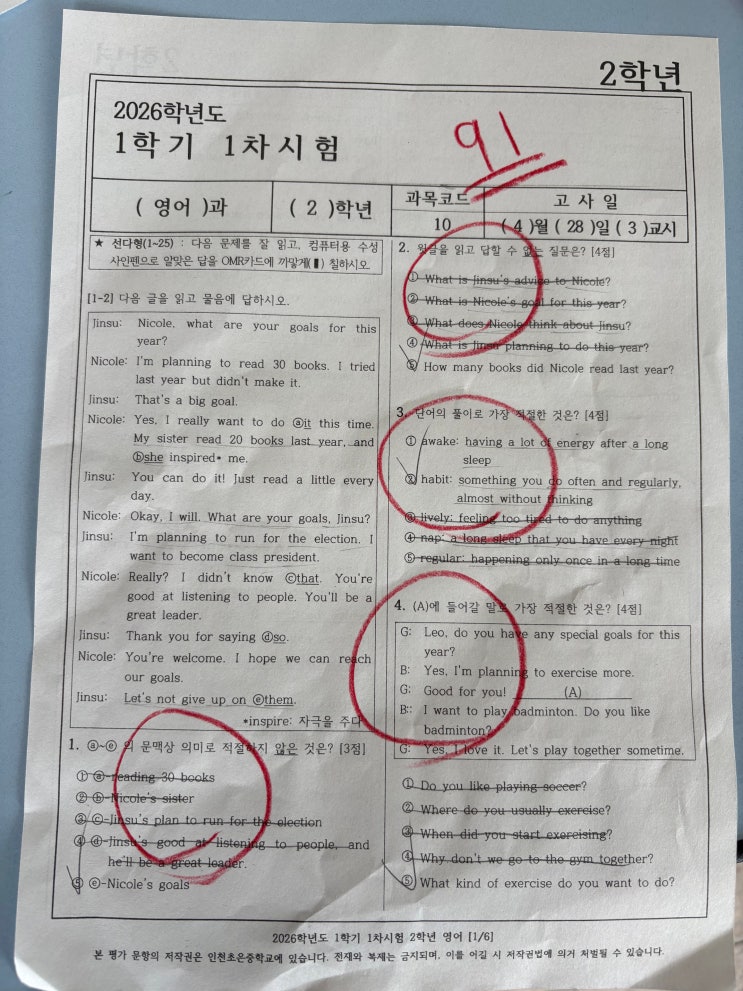 2학년
2026학년도
1학기 1차시험
91
( 영어 )과
( 2 )학년
과목코드
10
고 사 일
( 4 )월 ( 28 )일 ( 3 )교시
★ 선다형(1~25) : 다음 문제를 잘 읽고, 컴퓨터용 수성
사인펜으로 알맞은 답을 OMR카드에 까맣게(▮) 칠하시오.
[1-2] 다음 글을 읽고 물음에 답하시오.
Jinsu: Nicole, what are your goals for this
year?
Nicole: I'm planning to read 30 books. I tried
last year but didn't make it.
Jinsu: That's a big goal.
Nicole: Yes, I really want to do ⓐit this time.
My sister read 20 books last year, and
ⓑshe inspired* me.
Jinsu: You can do it! Just read a little every
day.
Nicole: Okay, I will. What are your goals, Jinsu?
Jinsu: I'm planning to run for the election. I
want to become class president.
Nicole: Really? I didn't know ⓒthat. You're
good at listening to people. You'll be a
great leader.
Jinsu: Thank you for saying ⓓso.
Nicole: You're welcome. I hope we can reach
our goals.
Jinsu: Let's not give up on ⓔthem.
*inspire: 자극을 주다
1. ⓐ~ⓔ의 문맥상 의미로 적절하지 않은 것은? [3점]
① ⓐ-reading 30 books
② ⓑ-Nicole's sister
③ ⓒ-Jinsu's plan to run for the election
④ ⓓ-Jinsu's good at listening to people, and
he'll be a great leader.
⑤ ⓔ-Nicole's goals
2. 윗글을 읽고 답할 수 없는 질문은? [4점]
① What is Jinsu's advice to Nicole?
② What is Nicole's goal for this year?
③ What does Nicole think about Jinsu?
④ What is Jinsu planning to do this year?
⑤ How many books did Nicole read last year?
3. 단어의 풀이로 가장 적절한 것은? [4점]
① awake: having a lot of energy after a long
sleep
② habit: something you do often and regularly,
almost without thinking
③ lively: feeling too tired to do anything
④ nap: a long sleep that you have every night
⑤ regular: happening only once in a long time
4. (A)에 들어갈 말로 가장 적절한 것은? [4점]
G: Leo, do you have any special goals for this
year?
B: Yes, I'm planning to exercise more.
G: Good for you! (A)
B:: I want to play badminton. Do you like
badminton?
G: Yes, I love it. Let's play together sometime.
① Do you like playing soccer?
② Where do you usually exercise?
③ When did you start exercising?
④ Why don't we go to the gym together?
⑤ What kind of exercise do you want to do?
2026학년도 1학기 1차시험 2학년 영어 [1/6]
본 평가 문항의 저작권은 인천초은중학교에 있습니다. 전재와 복제는 금지되며, 이를 어길 시 저작권법에 의거 처벌될 수 있습니다.